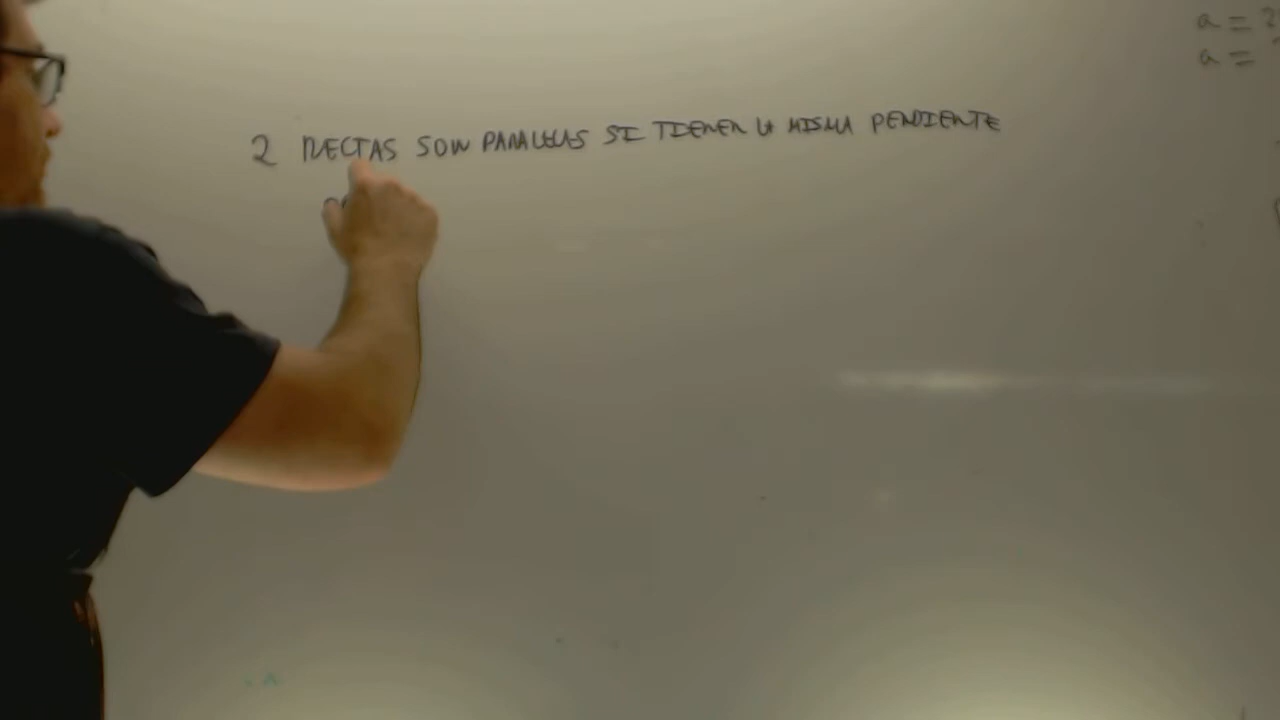 2 RECTAS SON PARALELAS SI TIENEN LA MISMA PENDIENTE
a = ?
a =